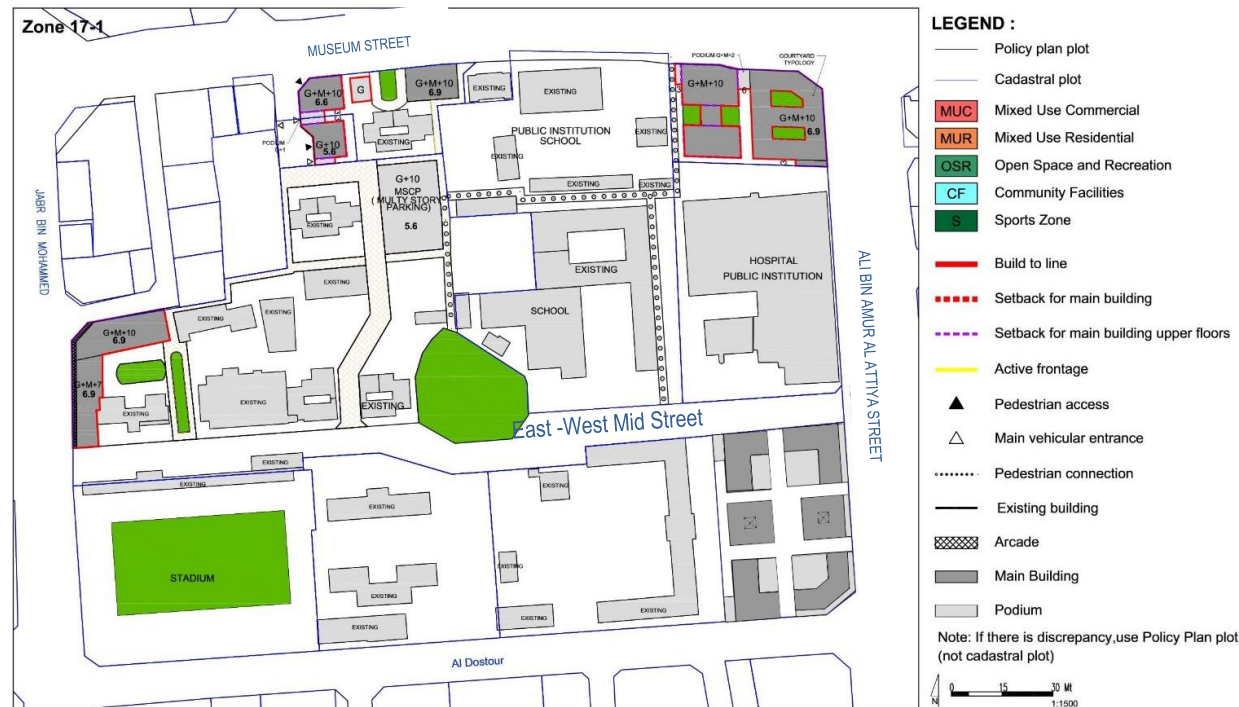 Zone 17-1
MUSEUM STREET
PODIUM G+M+2
COURTYARD
TYPOLOGY
G+M+10
6.6
G
G+M+10
6.9
EXISTING
EXISTING
G+M+10
3
6
G+M+10
6.9
PODIUM
G+1
G+10
5.6
EXISTING
PUBLIC INSTITUTION
SCHOOL
EXISTING
EXISTING
G+10
MSCP
( MULTY STORY
PARKING)
5.6
EXISTING
EXISTING
JABR BIN MOHAMMED
EXISTING
EXISTING
HOSPITAL
PUBLIC INSTITUTION
ALI BIN AMUR AL ATTIYA STREET
EXISTING
SCHOOL
G+M+10
6.9
EXISTING
EXISTING
G+M+7
6.9
EXISTING
EXISTING
EXISTING
East -West Mid Street
EXISTING
EXISTING
EXISTING
EXISTING
STADIUM
EXISTING
EXISTING
EXISTING
EXISTING
EXISTING
EXISTING
Al Dostour
LEGEND :
Policy plan plot
Cadastral plot
MUC Mixed Use Commercial
MUR Mixed Use Residential
OSR Open Space and Recreation
CF Community Facilities
S Sports Zone
Build to line
Setback for main building
Setback for main building upper floors
Active frontage
Pedestrian access
Main vehicular entrance
Pedestrian connection
Existing building
Arcade
Main Building
Podium
Note: If there is discrepancy,use Policy Plan plot
(not cadastral plot)
N
0 15 30 Mt
1:1500